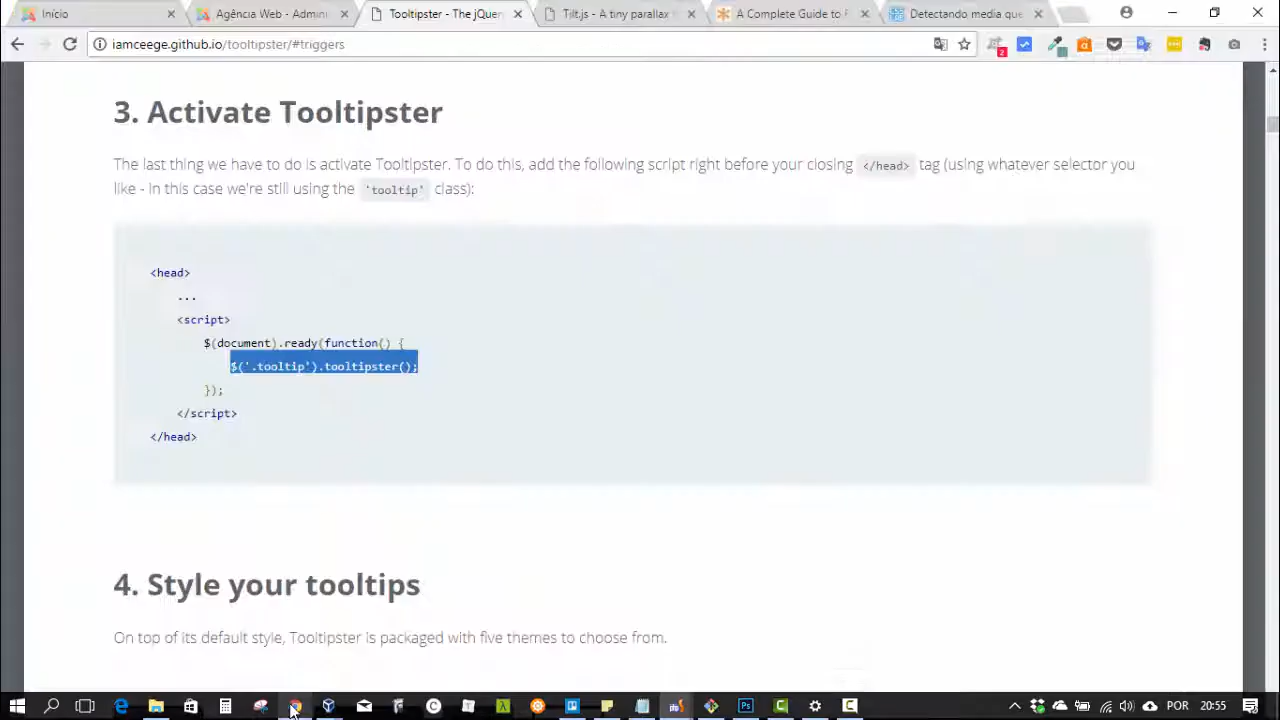 Início
Agência Web - Admini
Tooltipster - The jQuer
Tilt.js - A tiny parallax
A Complete Guide to F
Detectando media que
iamceege.github.io/tooltipster/#triggers
3. Activate Tooltipster
The last thing we have to do is activate Tooltipster. To do this, add the following script right before your closing </head> tag (using whatever selector you
like - in this case we're still using the 'tooltip' class):
<head>
...
<script>
$(document).ready(function() {
$('.tooltip').tooltipster();
});
</script>
</head>
4. Style your tooltips
On top of its default style, Tooltipster is packaged with five themes to choose from.
POR
20:55